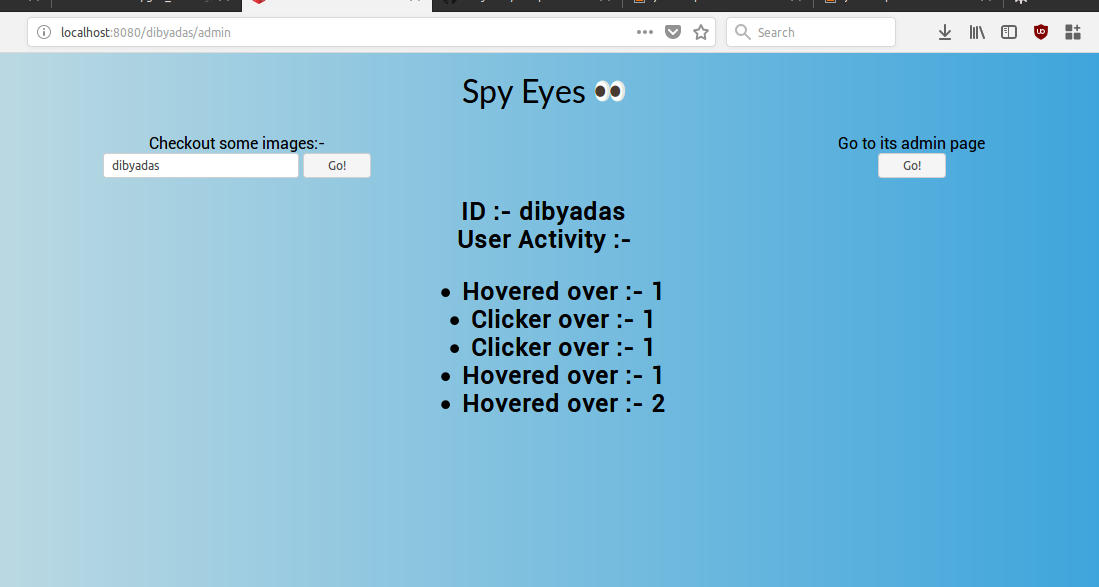 localhost:8080/dibyadas/admin
Search
Spy Eyes 👀
Checkout some images:-
dibyadas
Go!
Go to its admin page
Go!
ID :- dibyadas
User Activity :-
• Hovered over :- 1
• Clicker over :- 1
• Clicker over :- 1
• Hovered over :- 1
• Hovered over :- 2